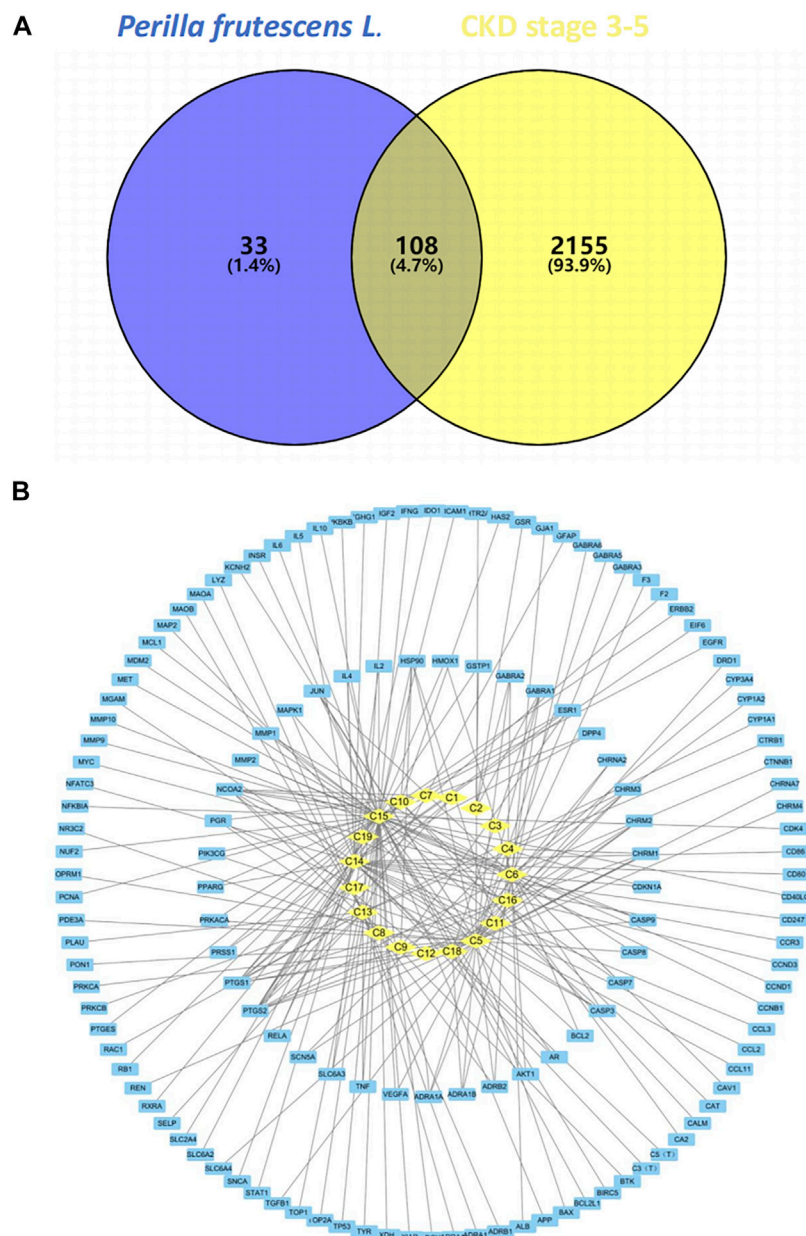 A
Perilla frutescens L.
CKD stage 3-5
33
(1.4%)
108
(4.7%)
2155
(93.9%)
B
IL10
IL5
IL6
INSR
KCNH2
LYZ
MAOA
MAOB
MAP2
MCL1
MDM2
MET
MGAM
MMP10
MMP9
MYC
NFATC3
NFKBIA
NR3C2
NUF2
OPRM1
PCNA
PDE3A
PLAU
PON1
PRKCA
PRKCB
PTGES
RAC1
RB1
REN
RXRA
SELP
SLC2A4
SLC6A2
SLC6A4
SNCA
STAT1
TGFB1
TOP1
TP53
TYR
ADRB1
ALB
APP
BAX
BCL2L1
BIRC5
BTK
C3 (T)
C5 (T)
CA2
CALM
CAT
CAV1
CCL11
CCL2
CCL3
CCNB1
CCND1
CCND3
CCR3
CD247
CD40LG
CD80
CD86
CDK4
CHRM4
CHRNA7
CTNNB1
CTRB1
CYP1A1
CYP1A2
CYP3A4
DRD1
EGFR
EIF6
ERBB2
F2
F3
GABRA3
GABRA5
GABRA6
GFAP
GJA1
GSR
HAS2
ICAM1
IDO1
IFNG
IGF2
HSP90
HMOX1
GSTP1
GABRA2
GABRA1
ESR1
DPP4
CHRNA2
CHRM3
CHRM2
CHRM1
CDKN1A
CASP9
CASP8
CASP7
CASP3
BCL2
AR
AKT1
ADRB2
ADRA1B
ADRA1A
VEGFA
TNF
SLC6A3
SCN5A
RELA
PTGS2
PTGS1
PRSS1
PRKACA
PPARG
PIK3CG
PGR
NCOA2
MMP2
MMP1
MAPK1
JUN
IL4
IL2
C7
C1
C2
C3
C4
C6
C16
C11
C5
C18
C12
C9
C8
C13
C17
C14
C19
C15
C10